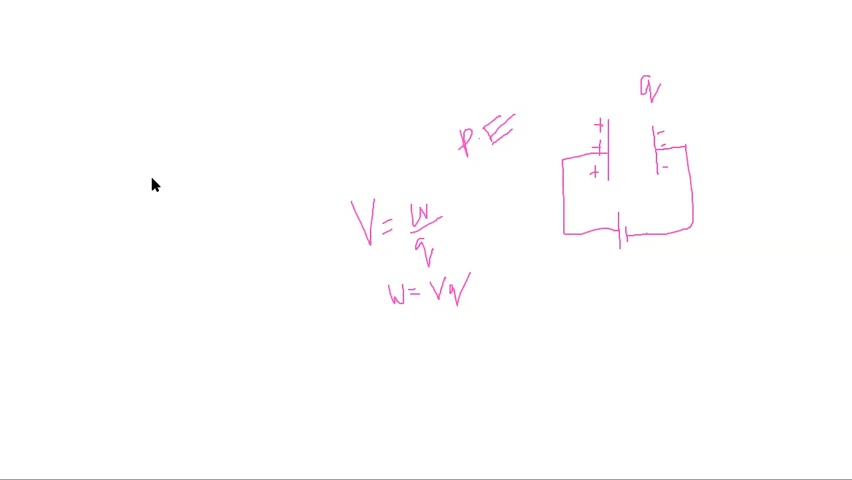 q
P.E
+ -
+ -
+ -
V = w/q
w = Vq